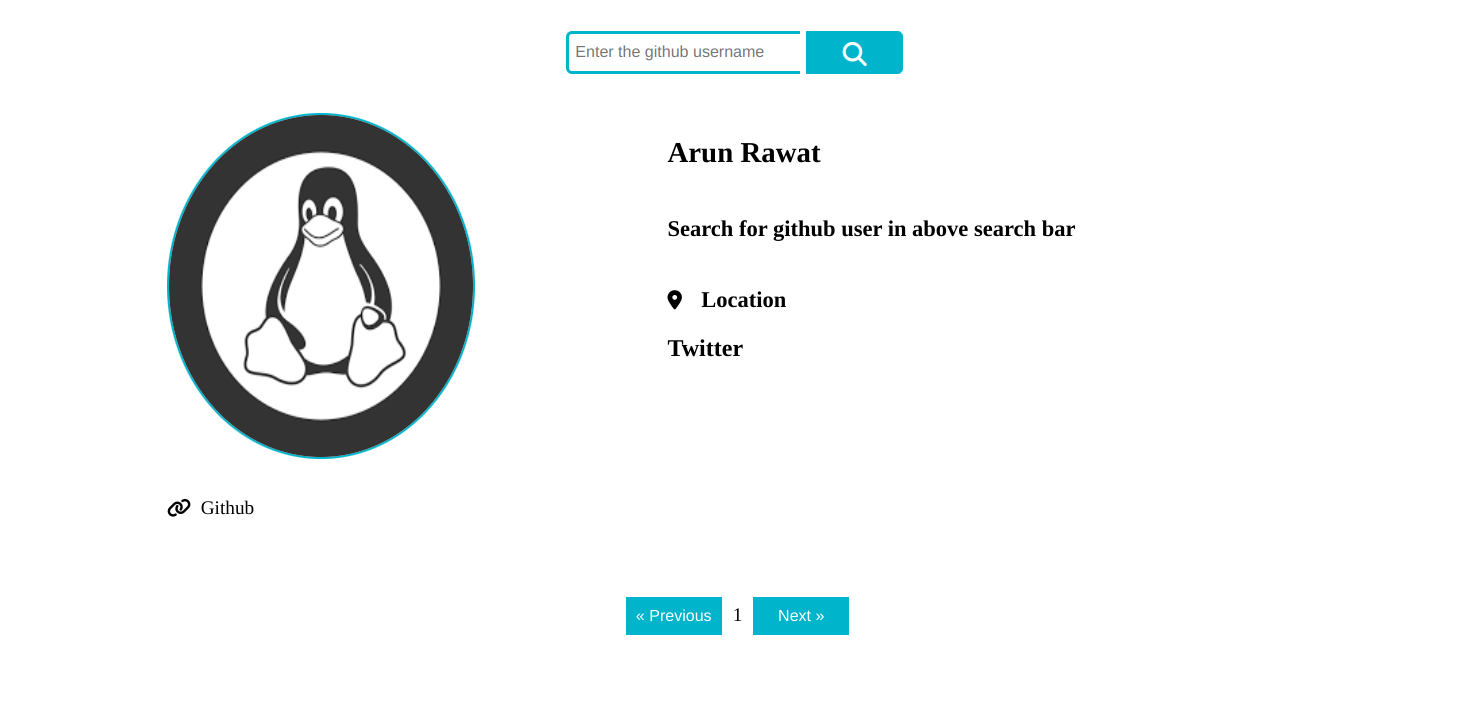 Enter the github username
Arun Rawat
Search for github user in above search bar
Location
Twitter
Github
« Previous 1 Next »